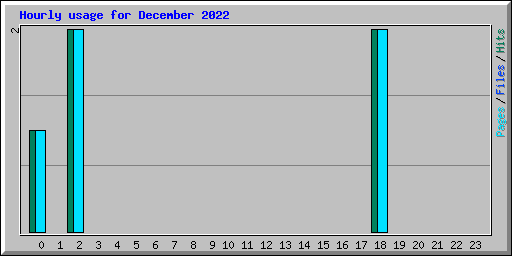 Hourly usage for December 2022
2
Pages/Files/Hits
0 1 2 3 4 5 6 7 8 9 10 11 12 13 14 15 16 17 18 19 20 21 22 23